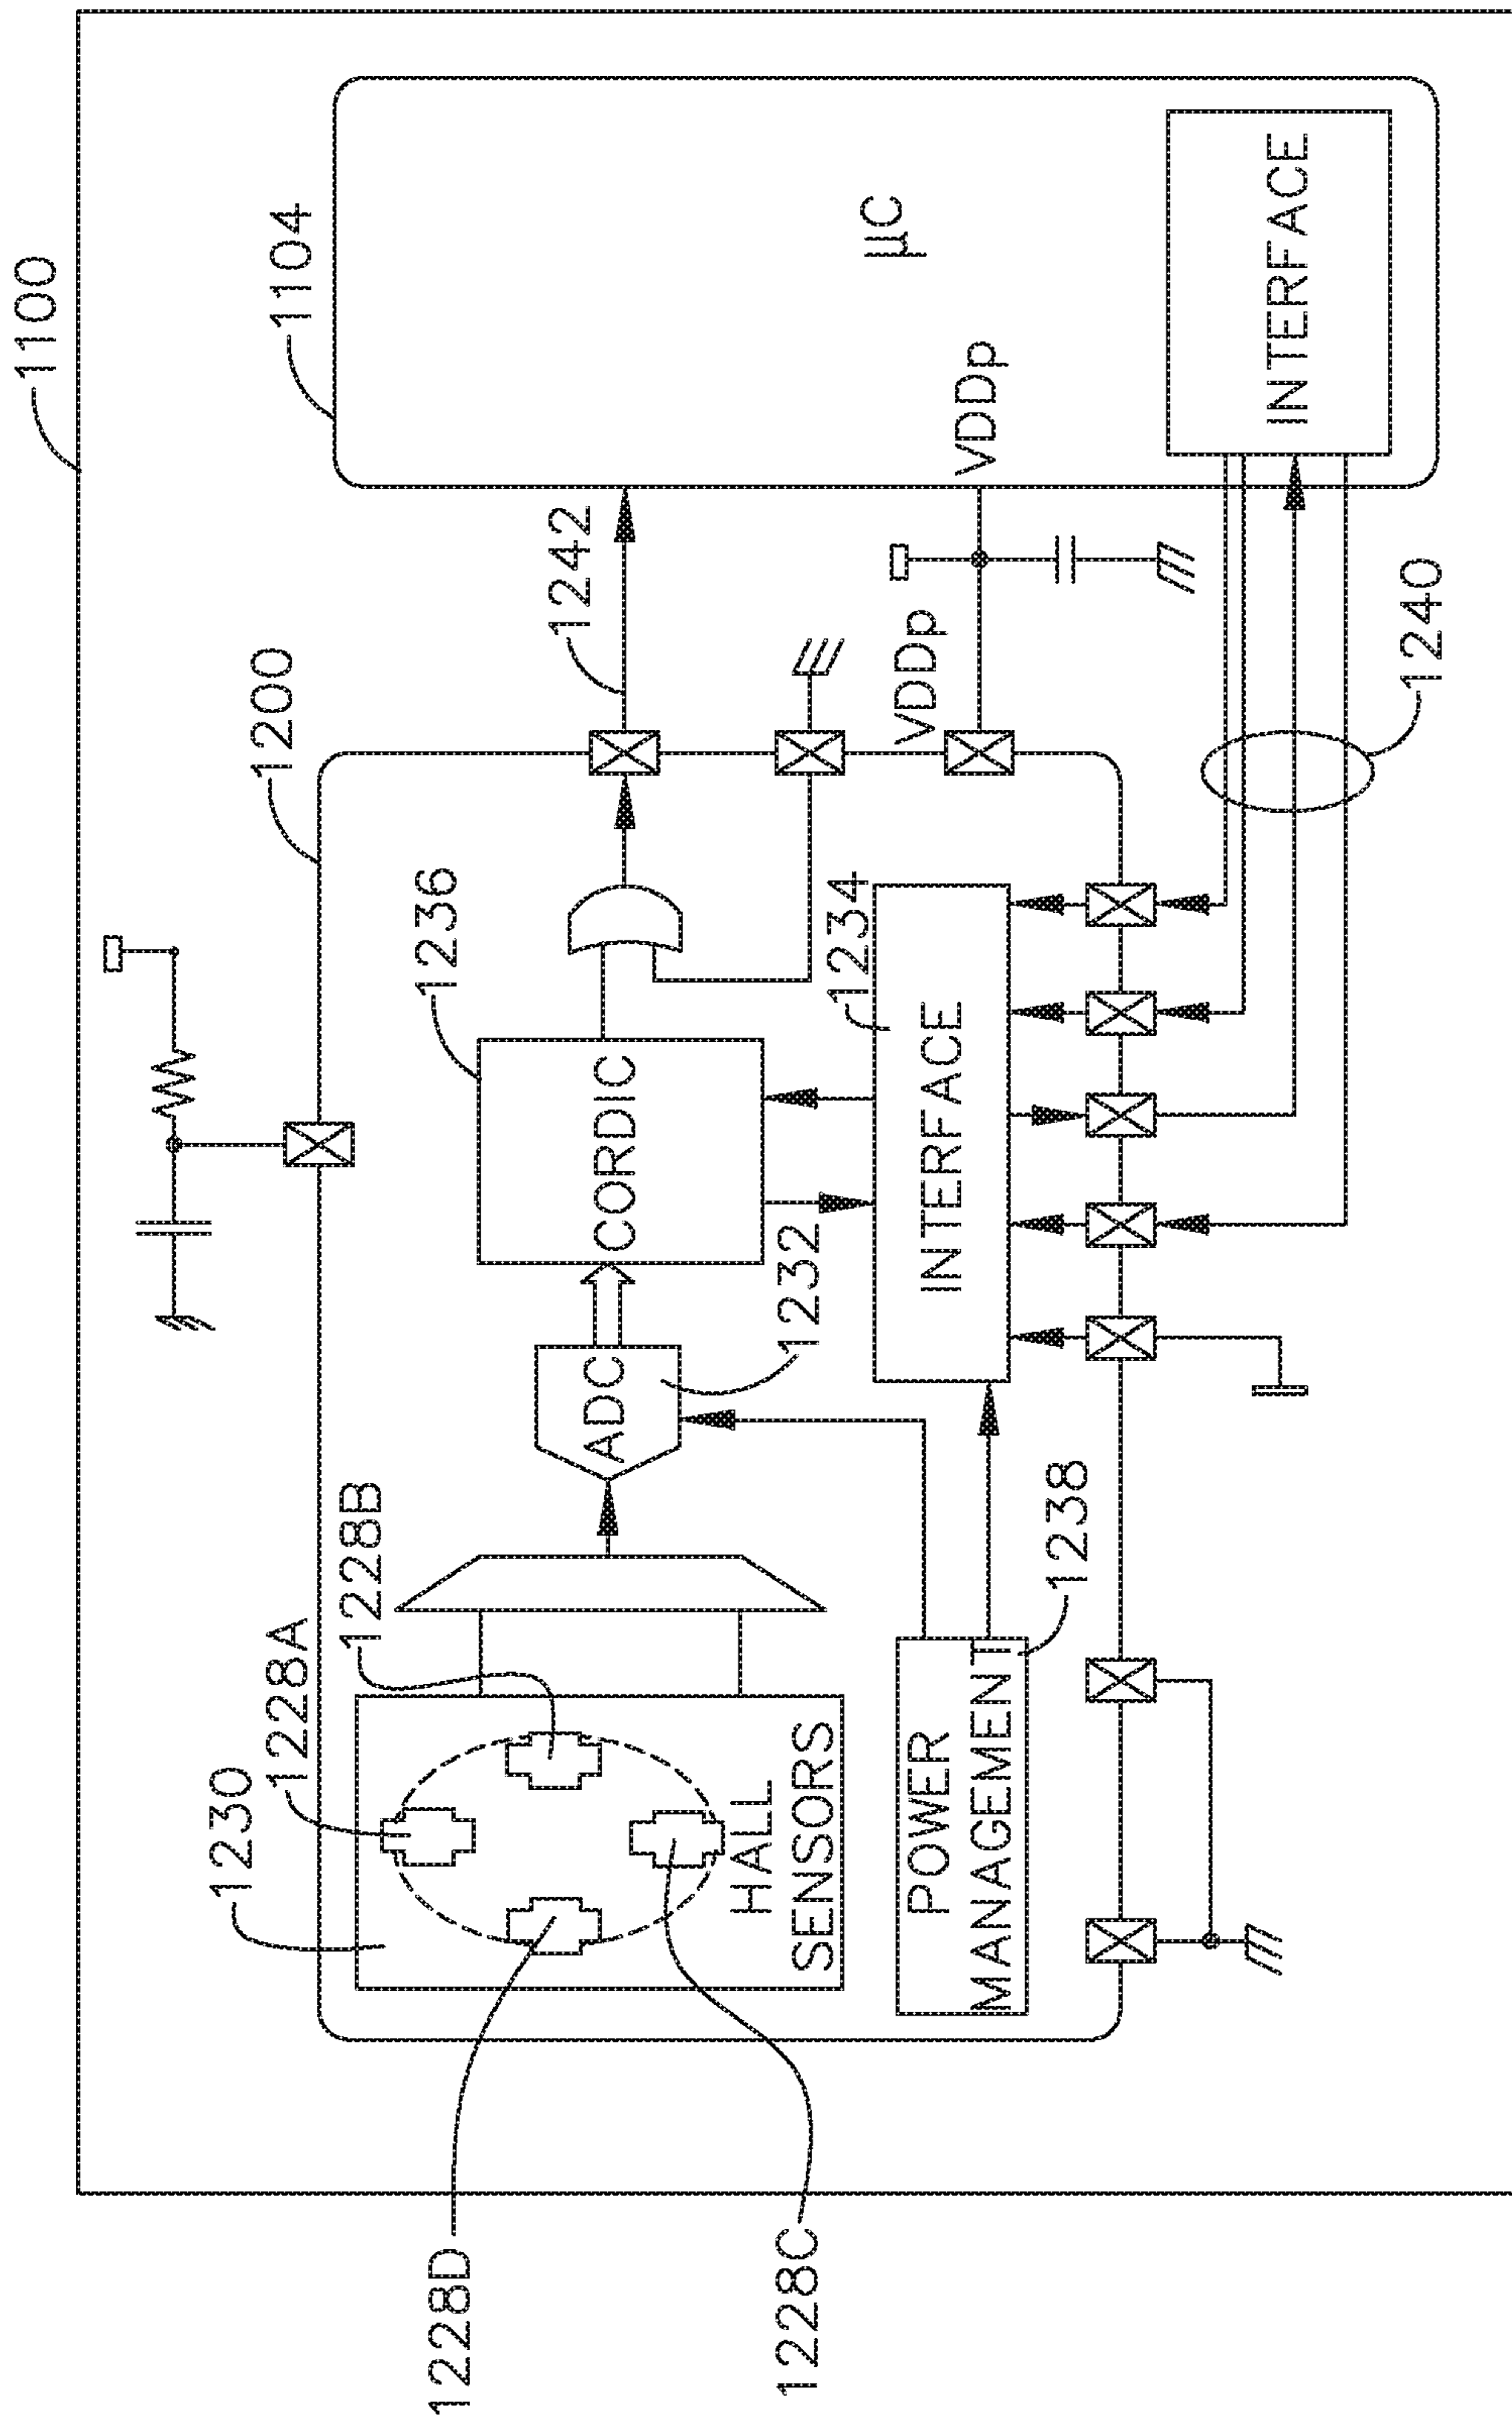 1100
1104
μC
INTERFACE
VDDp
1242
VDDp
1240
1200
1236
CORDIC
1234
INTERFACE
ADC
1232
1228B
1228A
1230
HALL
SENSORS
POWER
MANAGEMENT
1238
1228D
1228C